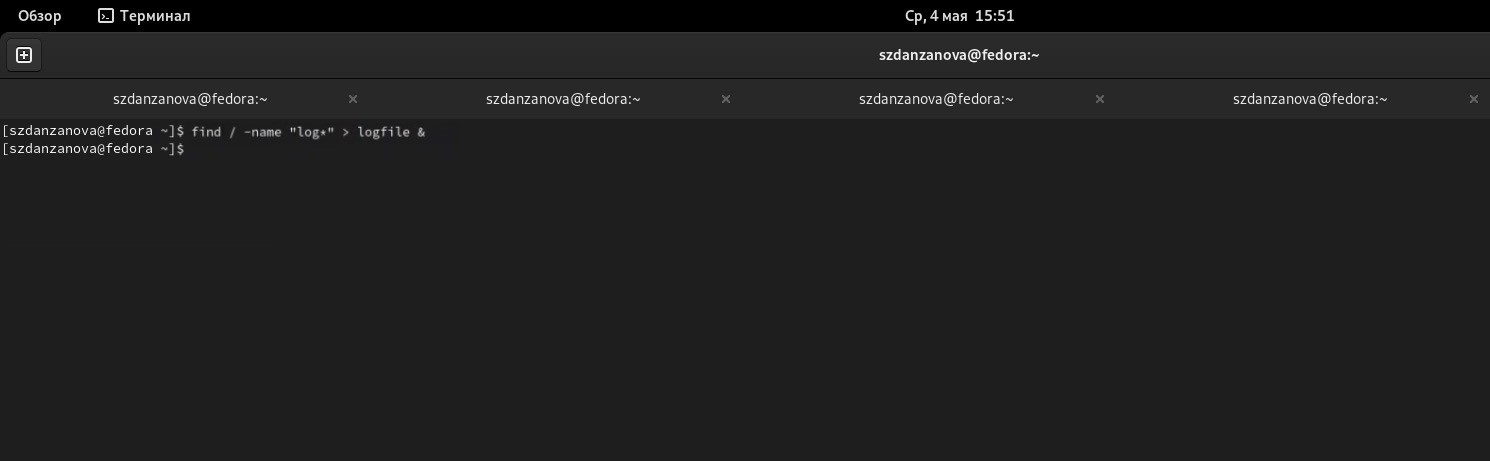 Обзор Терминал Ср, 4 мая 15:51
szdanzanova@fedora:~
szdanzanova@fedora:~ szdanzanova@fedora:~ szdanzanova@fedora:~ szdanzanova@fedora:~
[szdanzanova@fedora ~]$ find / -name "log*" > logfile &
[szdanzanova@fedora ~]$